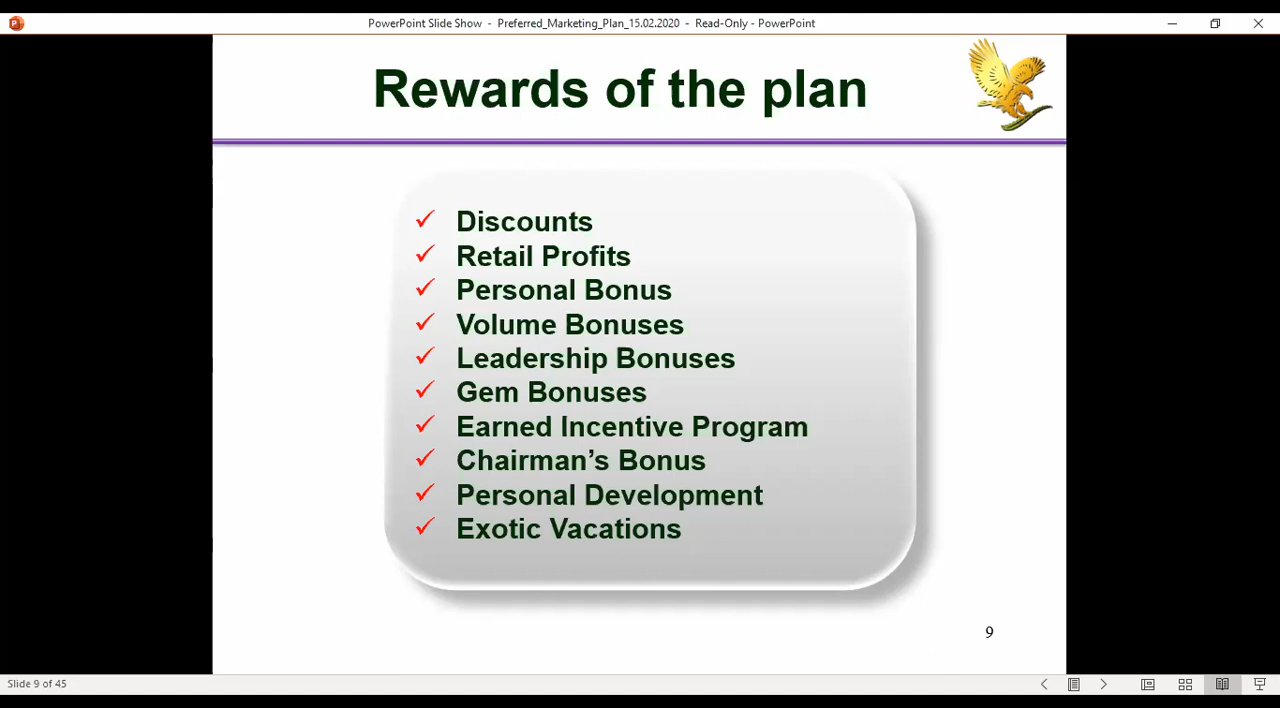 PowerPoint Slide Show - Preferred_Marketing_Plan_15.02.2020 - Read-Only - PowerPoint
Rewards of the plan
✓ Discounts
✓ Retail Profits
✓ Personal Bonus
✓ Volume Bonuses
✓ Leadership Bonuses
✓ Gem Bonuses
✓ Earned Incentive Program
✓ Chairman’s Bonus
✓ Personal Development
✓ Exotic Vacations
9
Slide 9 of 45